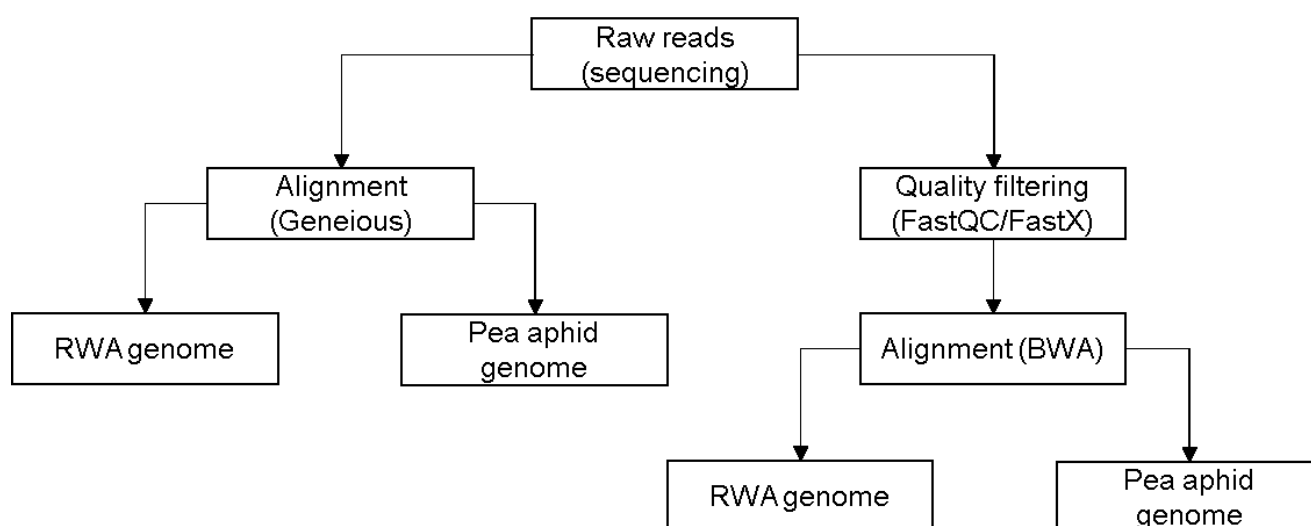 Raw reads
(sequencing)
Alignment
(Geneious)
Quality filtering
(FastQC/FastX)
RWA genome
Pea aphid
genome
Alignment (BWA)
RWA genome
Pea aphid
genome